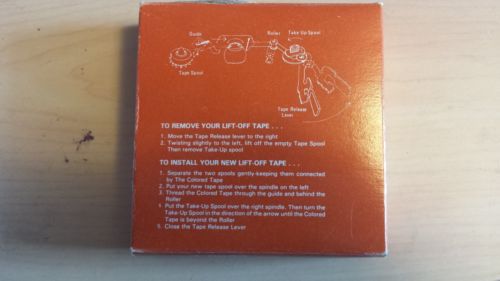 Guide
Roller
Take Up Spool
Tape Spool
Tape Release
Lever
TO REMOVE YOUR LIFT-OFF TAPE . . .
1. Move the Tape Release lever to the right
2. Twisting slightly to the left, lift off the empty Tape Spool
Then remove Take-Up spool
TO INSTALL YOUR NEW LIFT-OFF TAPE . . .
1. Separate the two spools gently-keeping them connected
by The Colored Tape
2. Put your new tape spool over the spindle on the left
3. Thread the Colored Tape through the guide and behind the
Roller
4. Put the Take-Up Spool over the right spindle. Then turn the
Take-Up Spool in the direction of the arrow until the Colored
Tape is beyond the Roller
5. Close the Tape Release Lever